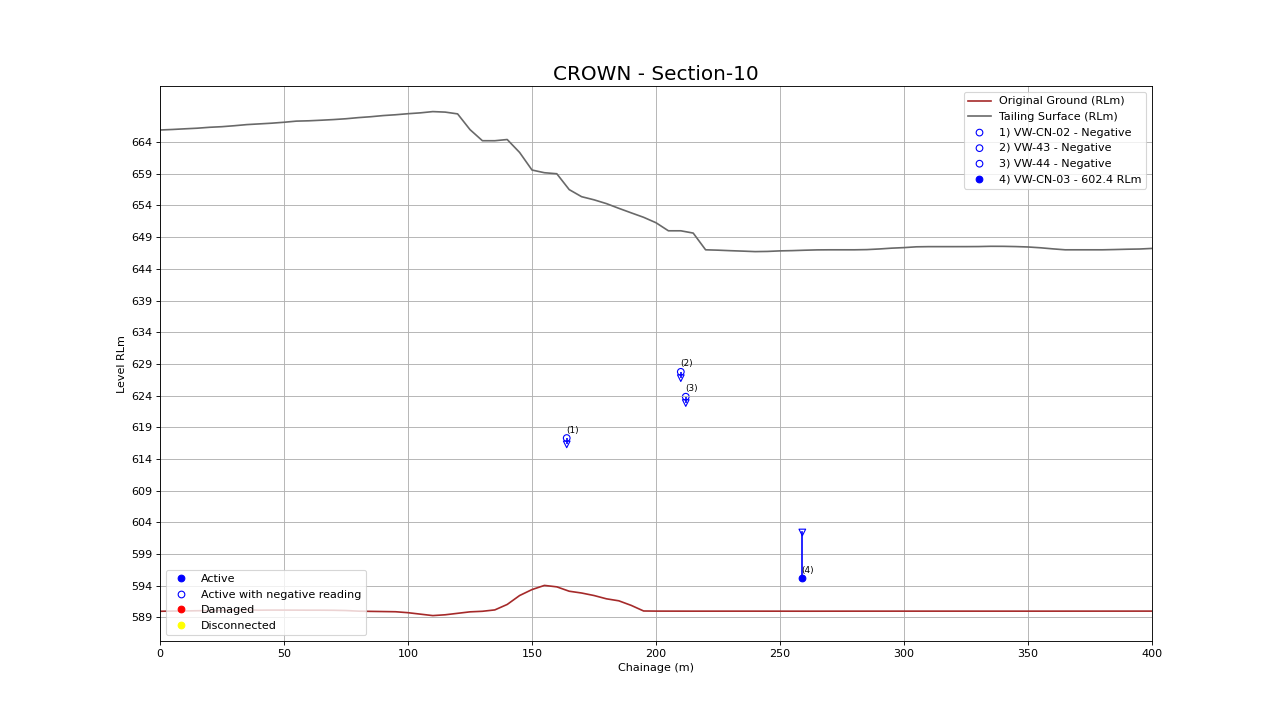 CROWN - Section-10
Original Ground (RLm)
Tailing Surface (RLm)
1) VW-CN-02 - Negative
2) VW-43 - Negative
3) VW-44 - Negative
4) VW-CN-03 - 602.4 RLm
664
659
654
649
644
639
634
629
624
619
614
609
604
599
594
589
Level RLm
(2)
(3)
(1)
(4)
Active
Active with negative reading
Damaged
Disconnected
0 50 100 150 200 250 300 350 400
Chainage (m)